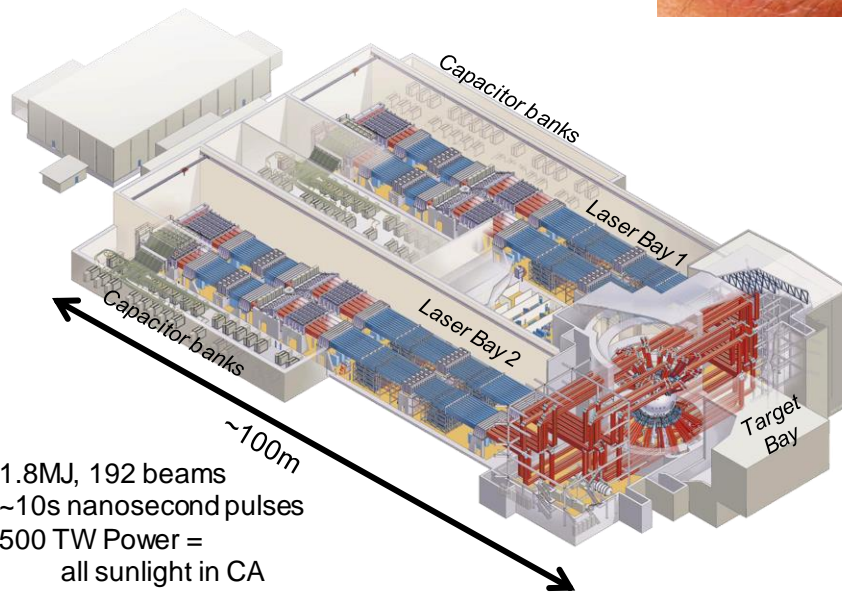 Capacitor banks
Laser Bay 1
Laser Bay 2
Capacitor banks
Target
Bay
~100m
1.8MJ, 192 beams
~10s nanosecond pulses
500 TW Power =
all sunlight in CA